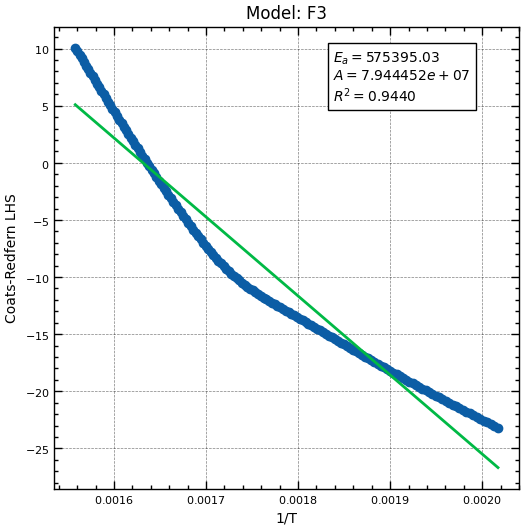 Model: F3
E_a = 575395.03
A = 7.944452e + 07
R² = 0.9440
Coats-Redfern LHS
10
5
0
−5
−10
−15
−20
−25
0.0016 0.0017 0.0018 0.0019 0.0020
1/T